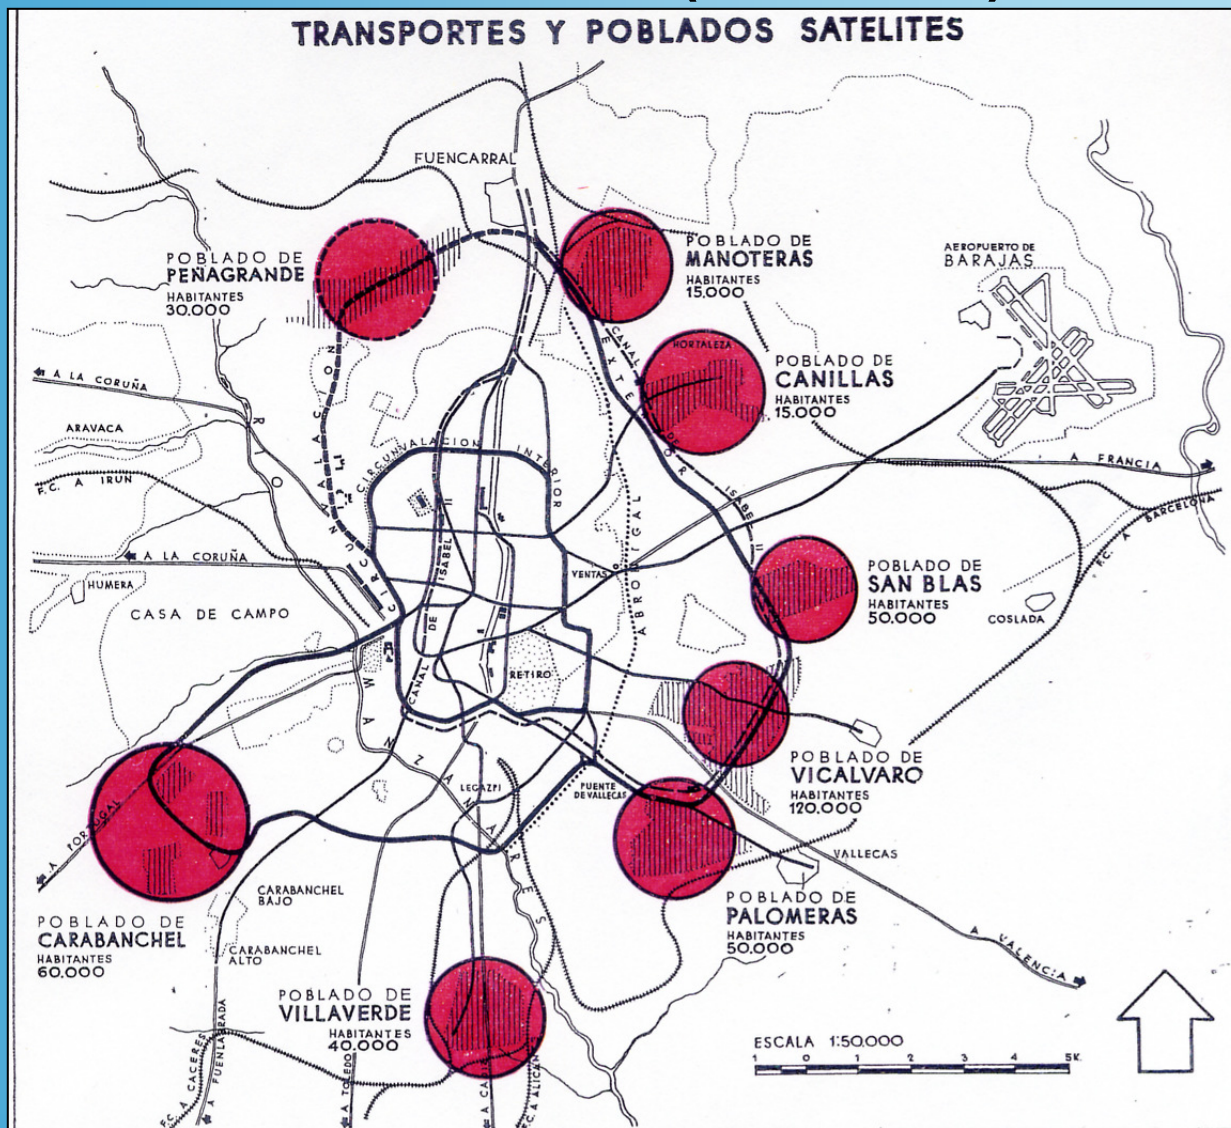 TRANSPORTES Y POBLADOS SATELITES
FUENCARRAL
POBLADO DE
PEÑAGRANDE
HABITANTES
30.000
POBLADO DE
MANOTERAS
HABITANTES
15.000
AEROPUERTO DE
BARAJAS
HORTALEZA
POBLADO DE
CANILLAS
HABITANTES
15.000
A LA CORUÑA
ARAVACA
F.C. A IRUN
A LA CORUÑA
HUMERA
CASA DE CAMPO
RIO
MANZANARES
CIRCUNVALACION
CIRCUNVALACION INTERIOR
EXTERIOR
CANAL DE ISABEL II
CANAL DE ISABEL II
ABROÑIGAL
A FRANCIA
F.C. A BARCELONA
VENTAS
POBLADO DE
SAN BLAS
HABITANTES
50.000
COSLADA
RETIRO
POBLADO DE
VICALVARO
HABITANTES
120.000
LEGAZPI
PUENTE
DE VALLECAS
VALLECAS
A PORTUGAL
CARABANCHEL
BAJO
CARABANCHEL
ALTO
POBLADO DE
CARABANCHEL
HABITANTES
60.000
POBLADO DE
PALOMERAS
HABITANTES
50.000
A VALENCIA
POBLADO DE
VILLAVERDE
HABITANTES
40.000
F.C. A CACERES
A FUENLABRADA
A TOLEDO
F.C. A ALICANTE
ESCALA 1:50.000
1 0 1 2 3 4 5K.